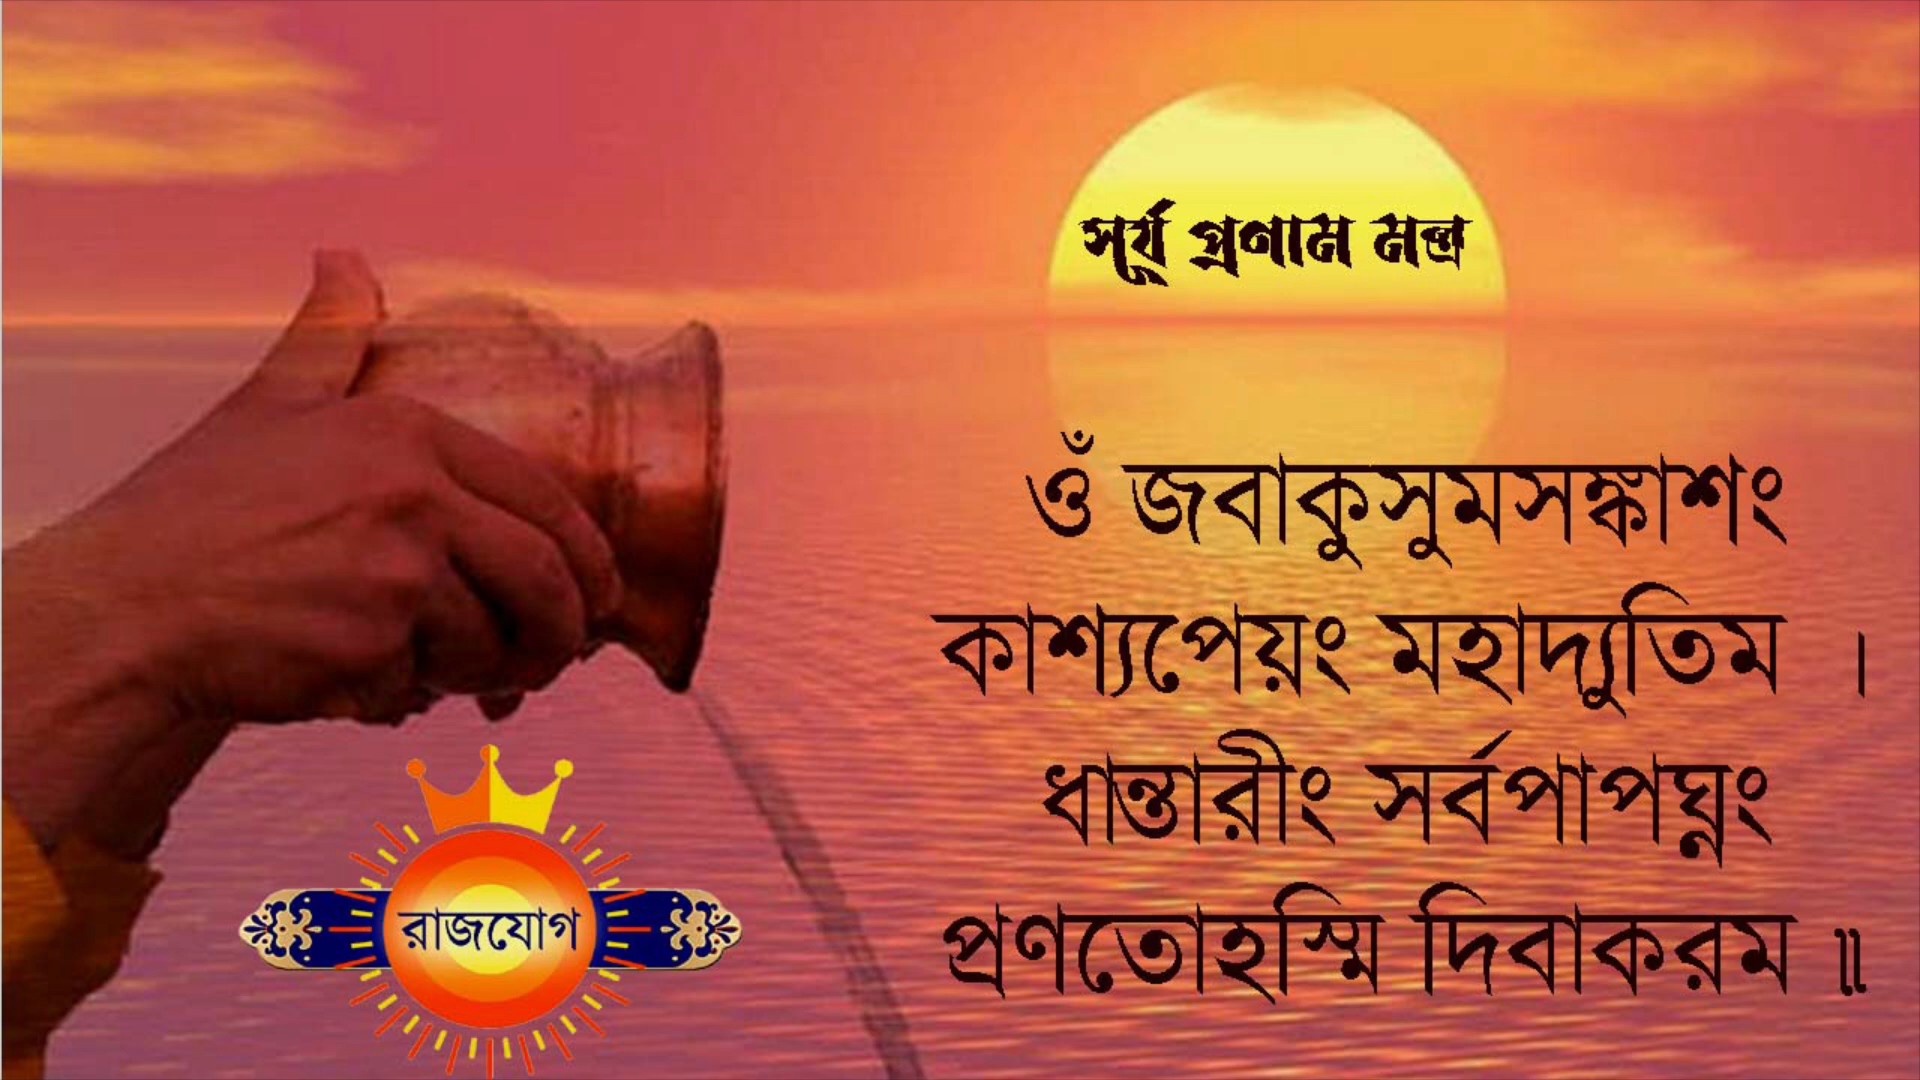 সূর্য প্রণাম মন্ত্র
ওঁ জবাকুসুমসঙ্কাশং
কাশ্যপেয়ং মহাদ্যুতিম ।
ধান্তারীং সর্বপাপঘ্নং
প্রণতোহস্মি দিবাকরম ॥
রাজযোগ